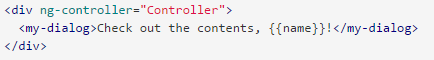 <div ng-controller="Controller">
<my-dialog>Check out the contents, {{name}}!</my-dialog>
</div>